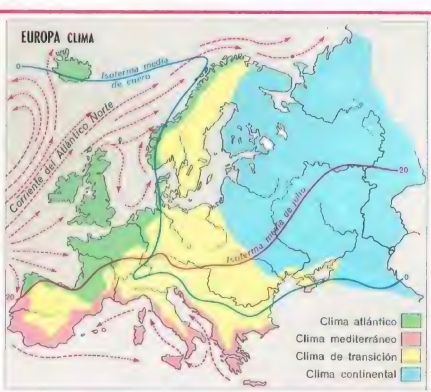 EUROPA CLIMA
0
Isoterma media
de enero
Corriente del Atlántico Norte
Isoterma media de julio
20
20
0
Clima atlántico
Clima mediterráneo
Clima de transición
Clima continental